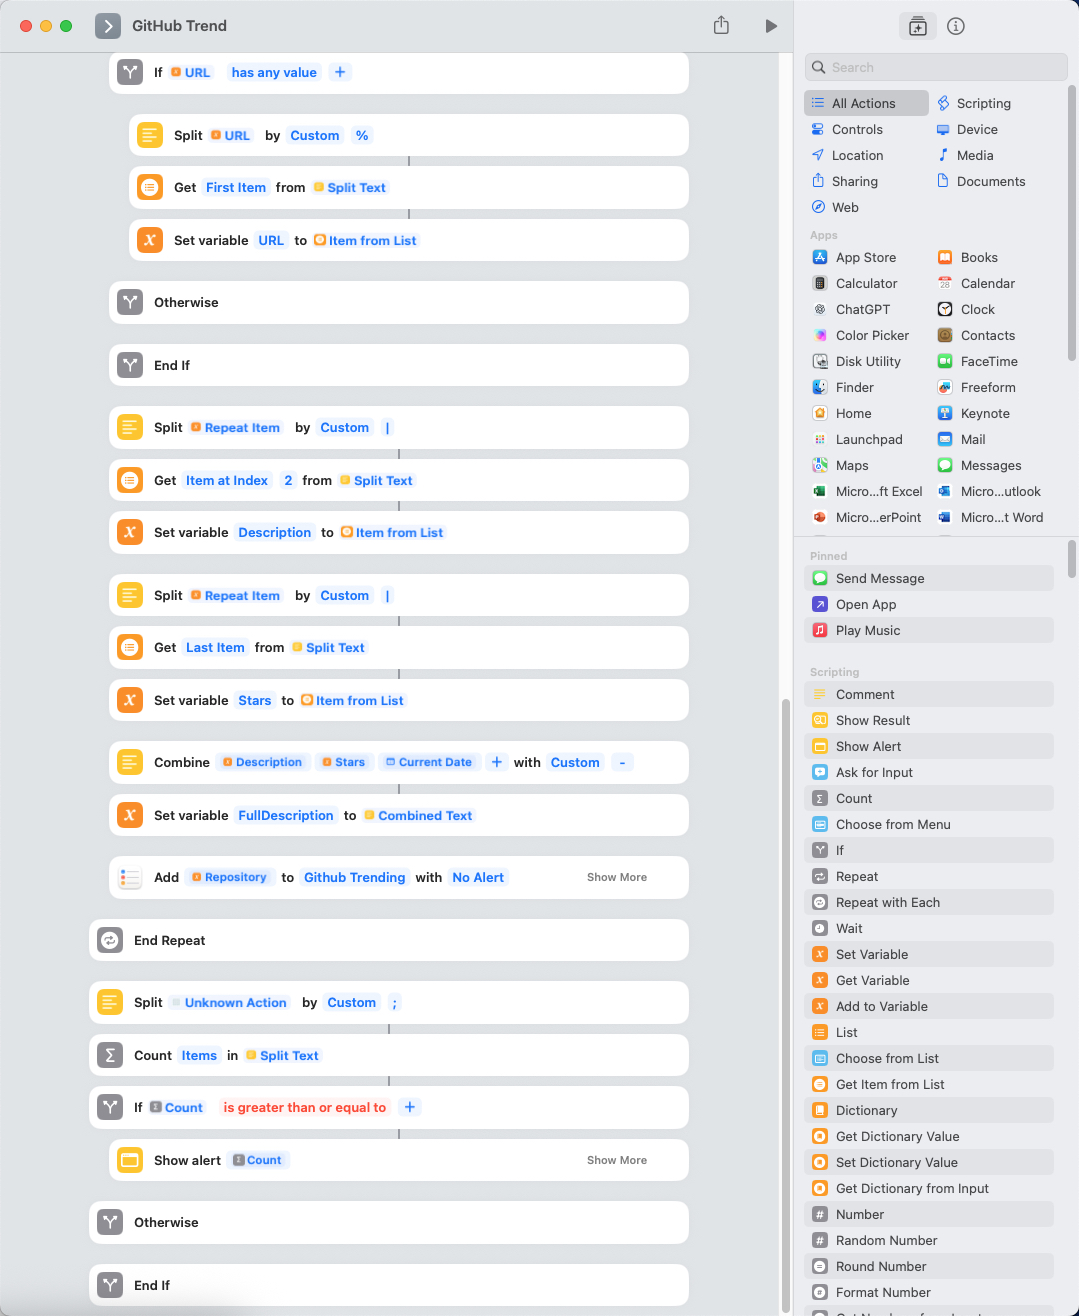 GitHub Trend
If URL has any value +
Split URL by Custom %
Get First Item from Split Text
Set variable URL to Item from List
Otherwise
End If
Split Repeat Item by Custom |
Get Item at Index 2 from Split Text
Set variable Description to Item from List
Split Repeat Item by Custom |
Get Last Item from Split Text
Set variable Stars to Item from List
Combine Description Stars Current Date + with Custom -
Set variable FullDescription to Combined Text
Add Repository to Github Trending with No Alert Show More
End Repeat
Split Unknown Action by Custom ;
Count Items in Split Text
If Count is greater than or equal to +
Show alert Count Show More
Otherwise
End If
Search
All Actions Scripting
Controls Device
Location Media
Sharing Documents
Web
Apps
App Store Books
Calculator Calendar
ChatGPT Clock
Color Picker Contacts
Disk Utility FaceTime
Finder Freeform
Home Keynote
Launchpad Mail
Maps Messages
Micro...ft Excel Micro...utlook
Micro...erPoint Micro...t Word
Pinned
Send Message
Open App
Play Music
Scripting
Comment
Show Result
Show Alert
Ask for Input
Count
Choose from Menu
If
Repeat
Repeat with Each
Wait
Set Variable
Get Variable
Add to Variable
List
Choose from List
Get Item from List
Dictionary
Get Dictionary Value
Set Dictionary Value
Get Dictionary from Input
Number
Random Number
Round Number
Format Number